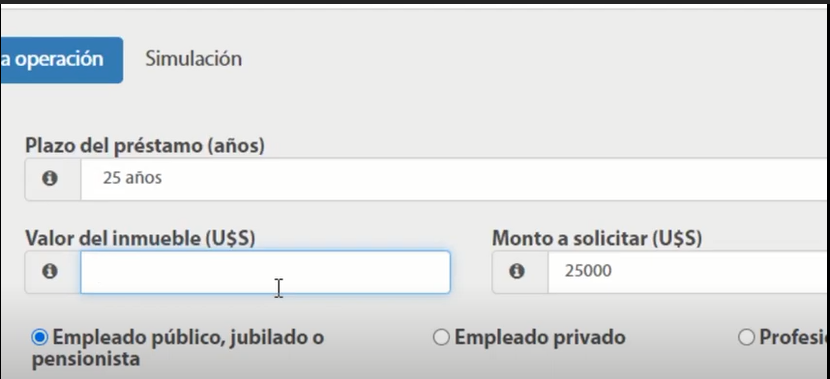 a operación
Simulación
Plazo del préstamo (años)
25 años
Valor del inmueble (U$S)
Monto a solicitar (U$S)
25000
Empleado público, jubilado o
pensionista
Empleado privado